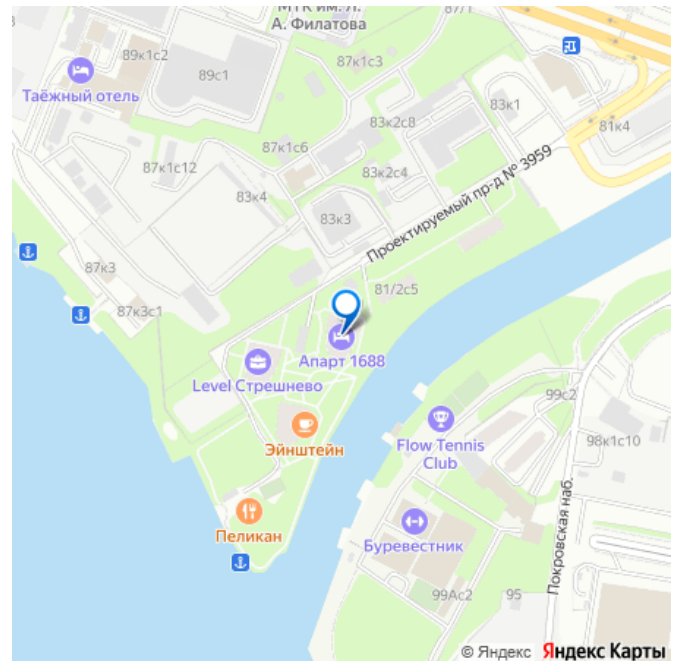 МТК им. Л.
А. Филатова
87/1
89к1с2
87к1с3
89с1
Таёжный отель
83к1
83к2с8
81к4
87к1с6
87к1с12
83к2с4
83к4
Проектируемый пр-д № 3959
83к3
87к3
81/2с5
87к3с1
Апарт 1688
Level Стрешнево
99с2
Эйнштейн
Flow Tennis
Club
98к1с10
Покровская наб.
Пеликан
Буревестник
99Ас2
95
© Яндекс Яндекс Карты